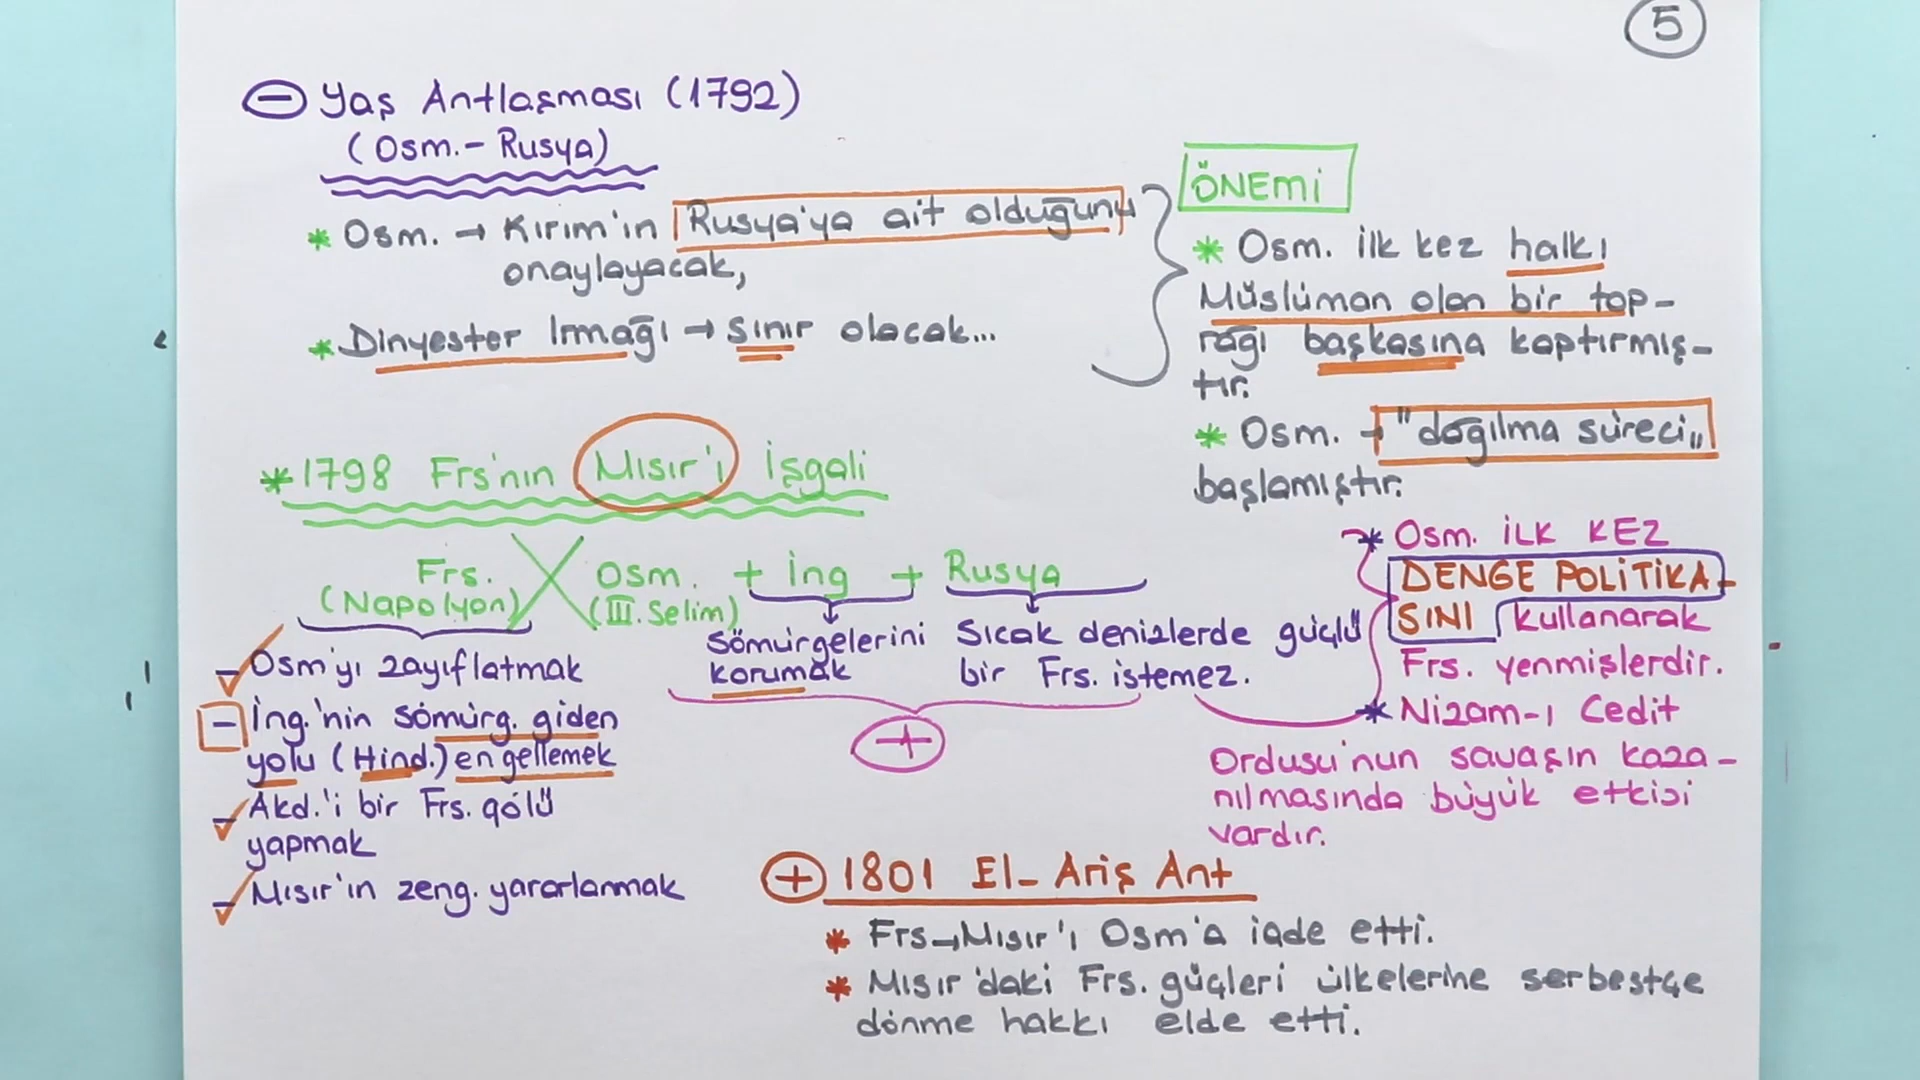 5
⊖ Yaş Antlaşması (1792)
(Osm.- Rusya)
* Osm. → Kırım'ın Rusya'ya ait olduğunu
onaylayacak,
* Dinyester Irmağı → sınır olacak...
ÖNEMİ
* Osm. ilk kez halkı
Müslüman olan bir top-
rağı başkasına kaptırmış-
tır.
* Osm. → "dağılma süreci„
başlamıştır.
* 1798 Frs'nın Mısır'ı İşgali
Frs. X Osm. + İng + Rusya
(Napolyon) (III. Selim)
- Osm'yı zayıflatmak
- İng.'nin sömürg. giden
yolu (Hind.) engellemek
- Akd.'i bir Frs. gölü
yapmak
- Mısır'ın zeng. yararlanmak
Sömürgelerini
korumak
Sıcak denizlerde güçlü
bir Frs. istemez.
+
* Osm. İLK KEZ
DENGE POLİTİKA-
SINI kullanarak
Frs. yenmişlerdir.
* Nizam-ı Cedit
Ordusu'nun savaşın kaza-
nılmasında büyük etkisi
vardır.
⊕ 1801 El-Ariş Ant
* Frs→Mısır'ı Osm'a iade etti.
* Mısır'daki Frs. güçleri ülkelerine serbestçe
dönme hakkı elde etti.